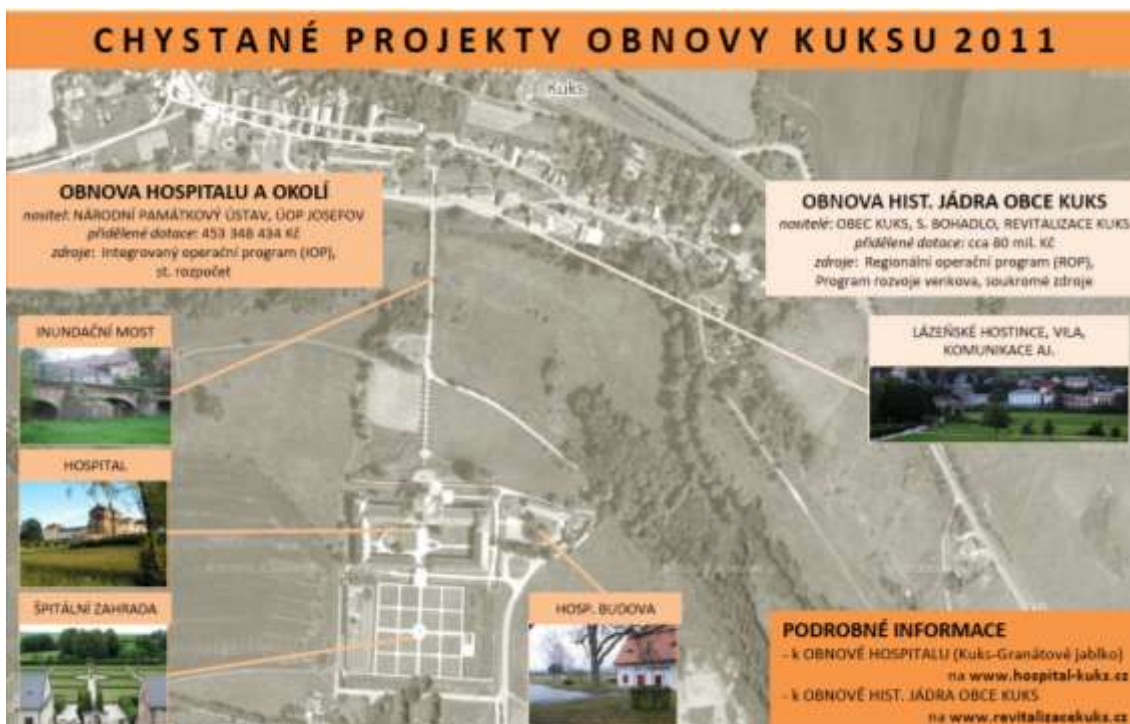 CHYSTANÉ PROJEKTY OBNOVY KUKSU 2011
Kuks
OBNOVA HOSPITALU A OKOLÍ
nositel: NÁRODNÍ PAMÁTKOVÝ ÚSTAV, ÚOP JOSEFOV
přidělené dotace: 453 348 434 Kč
zdroje: Integrovaný operační program (IOP),
st. rozpočet
OBNOVA HIST. JÁDRA OBCE KUKS
nositelé: OBEC KUKS, S. BOHADLO, REVITALIZACE KUKS
přidělené dotace: cca 80 mil. Kč
zdroje: Regionální operační program (ROP),
Program rozvoje venkova, soukromé zdroje
INUNDAČNÍ MOST
LÁZEŇSKÉ HOSTINCE, VILA,
KOMUNIKACE AJ.
HOSPITAL
ŠPITÁLNÍ ZAHRADA
HOSP. BUDOVA
PODROBNÉ INFORMACE
- k OBNOVĚ HOSPITALU (Kuks-Granátové jablko)
na www.hospital-kuks.cz
- k OBNOVĚ HIST. JÁDRA OBCE KUKS
na www.revitalizacekuks.cz